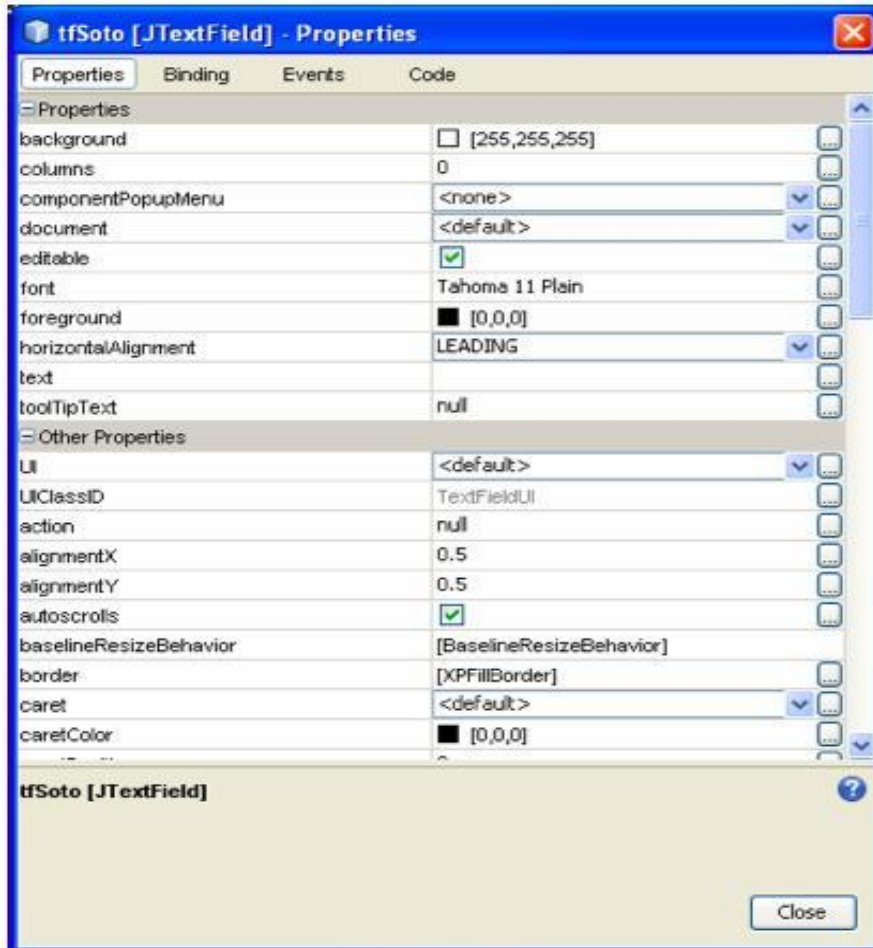 tfSoto [JTextField] - Properties
Properties Binding Events Code
Properties
background [255,255,255] ...
columns 0 ...
componentPopupMenu <none> ...
document <default> ...
editable ...
font Tahoma 11 Plain ...
foreground [0,0,0] ...
horizontalAlignment LEADING ...
text ...
toolTipText null ...
Other Properties
UI <default> ...
UIClassID TextFieldUI ...
action null ...
alignmentX 0.5 ...
alignmentY 0.5 ...
autoscrolls ...
baselineResizeBehavior [BaselineResizeBehavior]
border [XPFillBorder] ...
caret <default> ...
caretColor [0,0,0] ...
tfSoto [JTextField] ?
Close